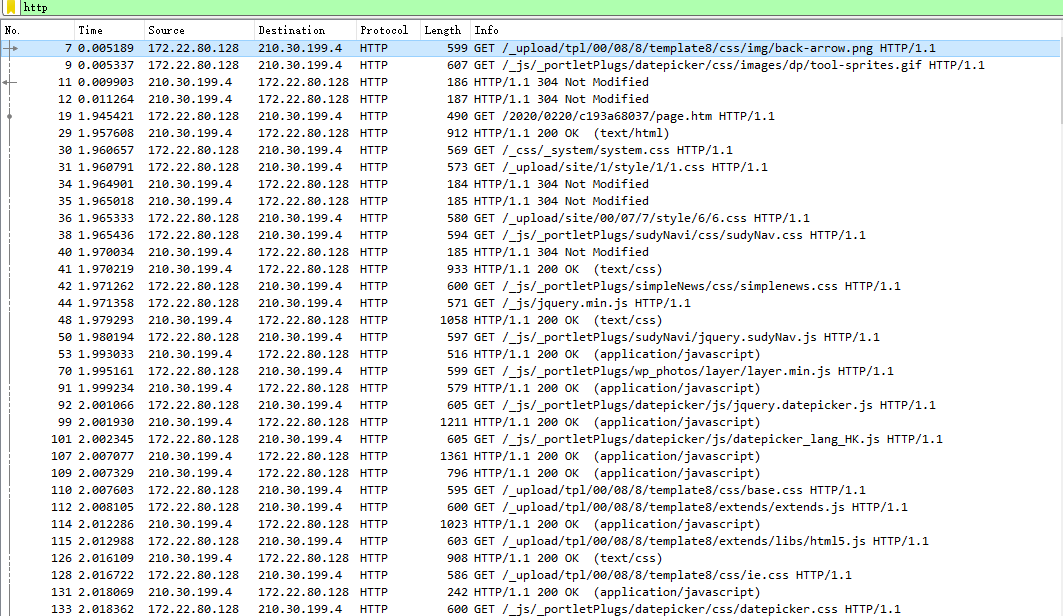 http
No. Time Source Destination Protocol Length Info
7 0.005189 172.22.80.128 210.30.199.4 HTTP 599 GET /_upload/tpl/00/08/8/template8/css/img/back-arrow.png HTTP/1.1
9 0.005337 172.22.80.128 210.30.199.4 HTTP 607 GET /_js/_portletPlugs/datepicker/css/images/dp/tool-sprites.gif HTTP/1.1
11 0.009903 210.30.199.4 172.22.80.128 HTTP 186 HTTP/1.1 304 Not Modified
12 0.011264 210.30.199.4 172.22.80.128 HTTP 187 HTTP/1.1 304 Not Modified
19 1.945421 172.22.80.128 210.30.199.4 HTTP 490 GET /2020/0220/c193a68037/page.htm HTTP/1.1
29 1.957608 210.30.199.4 172.22.80.128 HTTP 912 HTTP/1.1 200 OK (text/html)
30 1.960657 172.22.80.128 210.30.199.4 HTTP 569 GET /_css/_system/system.css HTTP/1.1
31 1.960791 172.22.80.128 210.30.199.4 HTTP 573 GET /_upload/site/1/style/1/1.css HTTP/1.1
34 1.964901 210.30.199.4 172.22.80.128 HTTP 184 HTTP/1.1 304 Not Modified
35 1.965018 210.30.199.4 172.22.80.128 HTTP 185 HTTP/1.1 304 Not Modified
36 1.965333 172.22.80.128 210.30.199.4 HTTP 580 GET /_upload/site/00/07/7/style/6/6.css HTTP/1.1
38 1.965436 172.22.80.128 210.30.199.4 HTTP 594 GET /_js/_portletPlugs/sudyNavi/css/sudyNav.css HTTP/1.1
40 1.970034 210.30.199.4 172.22.80.128 HTTP 185 HTTP/1.1 304 Not Modified
41 1.970219 210.30.199.4 172.22.80.128 HTTP 933 HTTP/1.1 200 OK (text/css)
42 1.971262 172.22.80.128 210.30.199.4 HTTP 600 GET /_js/_portletPlugs/simpleNews/css/simplenews.css HTTP/1.1
44 1.971358 172.22.80.128 210.30.199.4 HTTP 571 GET /_js/jquery.min.js HTTP/1.1
48 1.979293 210.30.199.4 172.22.80.128 HTTP 1058 HTTP/1.1 200 OK (text/css)
50 1.980194 172.22.80.128 210.30.199.4 HTTP 597 GET /_js/_portletPlugs/sudyNavi/jquery.sudyNav.js HTTP/1.1
53 1.993033 210.30.199.4 172.22.80.128 HTTP 516 HTTP/1.1 200 OK (application/javascript)
70 1.995161 172.22.80.128 210.30.199.4 HTTP 599 GET /_js/_portletPlugs/wp_photos/layer/layer.min.js HTTP/1.1
91 1.999234 210.30.199.4 172.22.80.128 HTTP 579 HTTP/1.1 200 OK (application/javascript)
92 2.001066 172.22.80.128 210.30.199.4 HTTP 605 GET /_js/_portletPlugs/datepicker/js/jquery.datepicker.js HTTP/1.1
99 2.001930 210.30.199.4 172.22.80.128 HTTP 1211 HTTP/1.1 200 OK (application/javascript)
101 2.002345 172.22.80.128 210.30.199.4 HTTP 605 GET /_js/_portletPlugs/datepicker/js/datepicker_lang_HK.js HTTP/1.1
107 2.007077 210.30.199.4 172.22.80.128 HTTP 1361 HTTP/1.1 200 OK (application/javascript)
109 2.007329 210.30.199.4 172.22.80.128 HTTP 796 HTTP/1.1 200 OK (application/javascript)
110 2.007603 172.22.80.128 210.30.199.4 HTTP 595 GET /_upload/tpl/00/08/8/template8/css/base.css HTTP/1.1
112 2.008105 172.22.80.128 210.30.199.4 HTTP 600 GET /_upload/tpl/00/08/8/template8/extends/extends.js HTTP/1.1
114 2.012286 210.30.199.4 172.22.80.128 HTTP 1023 HTTP/1.1 200 OK (application/javascript)
115 2.012988 172.22.80.128 210.30.199.4 HTTP 603 GET /_upload/tpl/00/08/8/template8/extends/libs/html5.js HTTP/1.1
126 2.016109 210.30.199.4 172.22.80.128 HTTP 908 HTTP/1.1 200 OK (text/css)
128 2.016722 172.22.80.128 210.30.199.4 HTTP 586 GET /_upload/tpl/00/08/8/template8/css/ie.css HTTP/1.1
131 2.018069 210.30.199.4 172.22.80.128 HTTP 242 HTTP/1.1 200 OK (application/javascript)
133 2.018362 172.22.80.128 210.30.199.4 HTTP 600 GET /_js/_portletPlugs/datepicker/css/datepicker.css HTTP/1.1